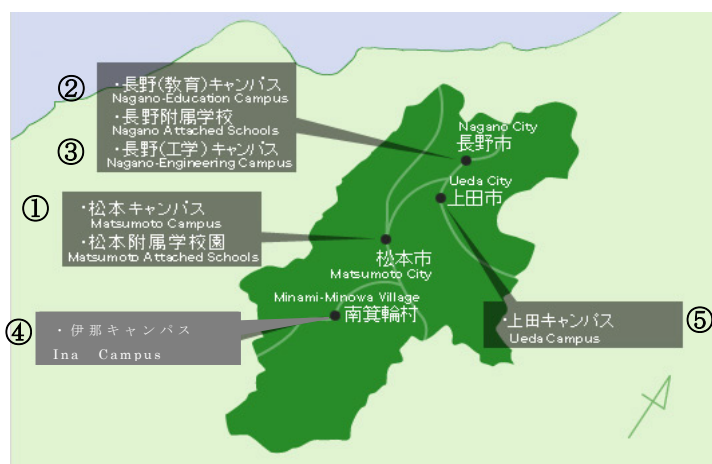 ②
・長野(教育)キャンパス
Nagano-Education Campus
・長野附属学校
Nagano Attached Schools
③
・長野(工学)キャンパス
Nagano-Engineering Campus
Nagano City
長野市
Ueda City
上田市
①
・松本キャンパス
Matsumoto Campus
・松本附属学校園
Matsumoto Attached Schools
松本市
Matsumoto City
Minami-Minowa Village
南箕輪村
④
・伊那キャンパス
Ina Campus
・上田キャンパス
Ueda Campus
⑤